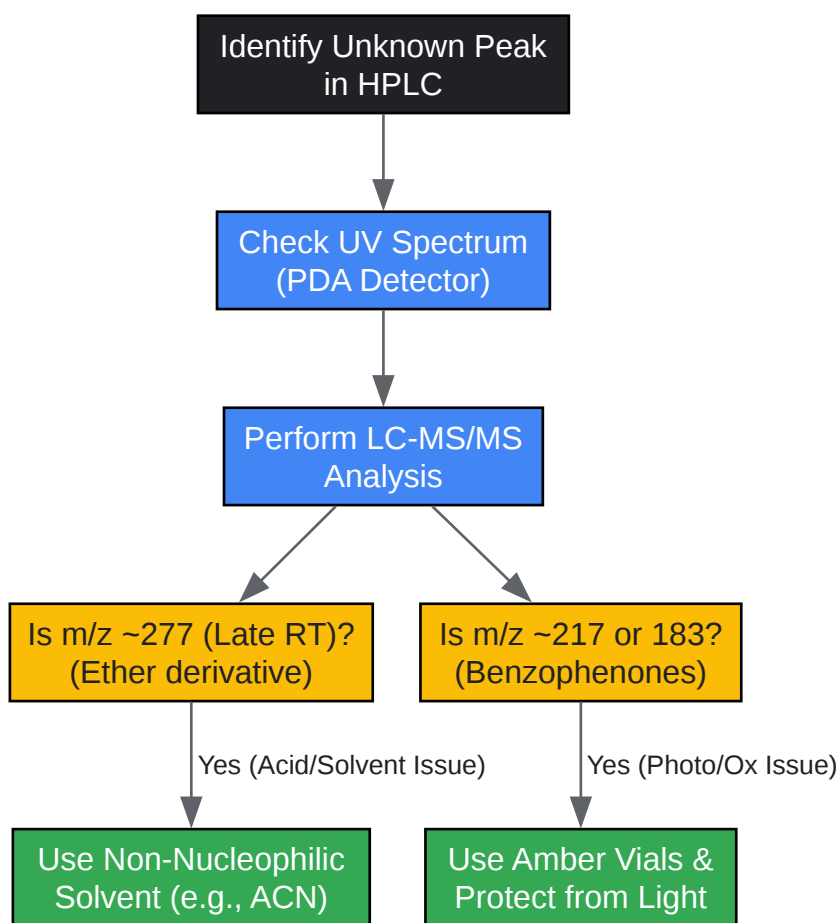 Identify Unknown Peak
in HPLC
Check UV Spectrum
(PDA Detector)
Perform LC-MS/MS
Analysis
Is m/z ~277 (Late RT)?
(Ether derivative)
Is m/z ~217 or 183?
(Benzophenones)
Yes (Acid/Solvent Issue)
Yes (Photo/Ox Issue)
Use Non-Nucleophilic
Solvent (e.g., ACN)
Use Amber Vials &
Protect from Light